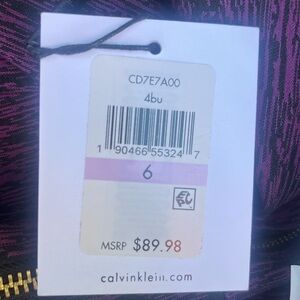 CD7E7A00
4bu
1 90466 55324 7
6
MSRP $89.98
calvinklein.com